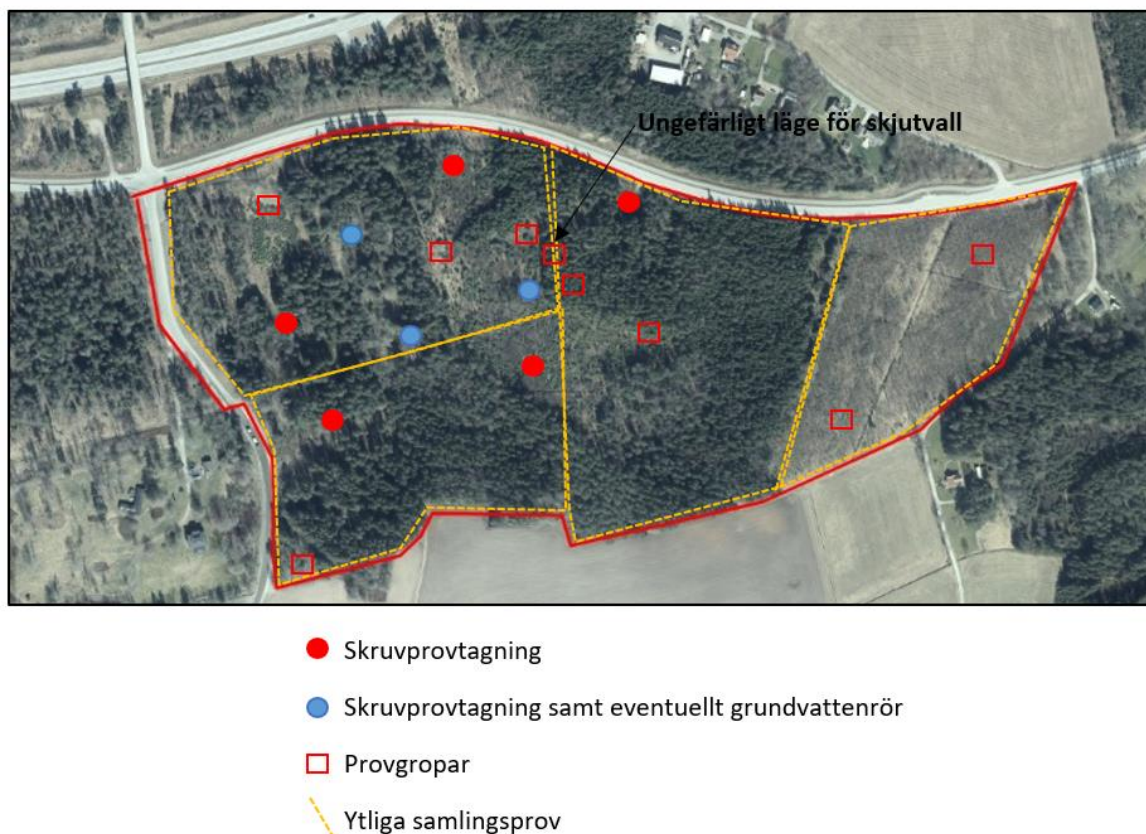 Ungefärligt läge för skjutvall
Skruvprovtagning
Skruvprovtagning samt eventuellt grundvattenrör
Provgropar
Ytliga samlingsprov